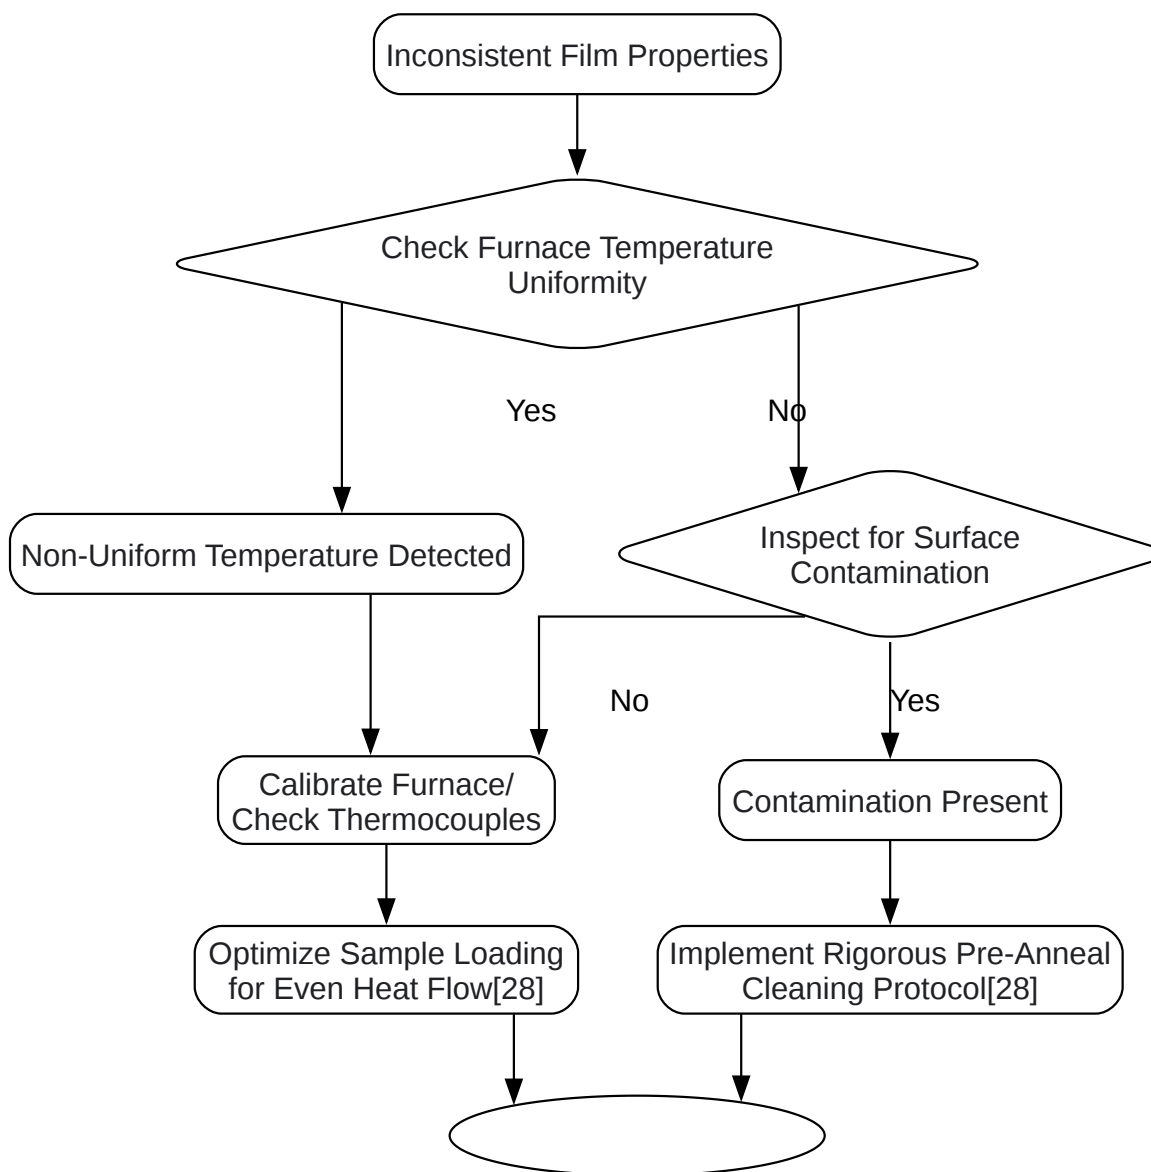 Inconsistent Film Properties
Check Furnace Temperature
Uniformity
Yes
No
Non-Uniform Temperature Detected
Inspect for Surface
Contamination
No
Yes
Calibrate Furnace/
Check Thermocouples
Contamination Present
Optimize Sample Loading
for Even Heat Flow[28]
Implement Rigorous Pre-Anneal
Cleaning Protocol[28]